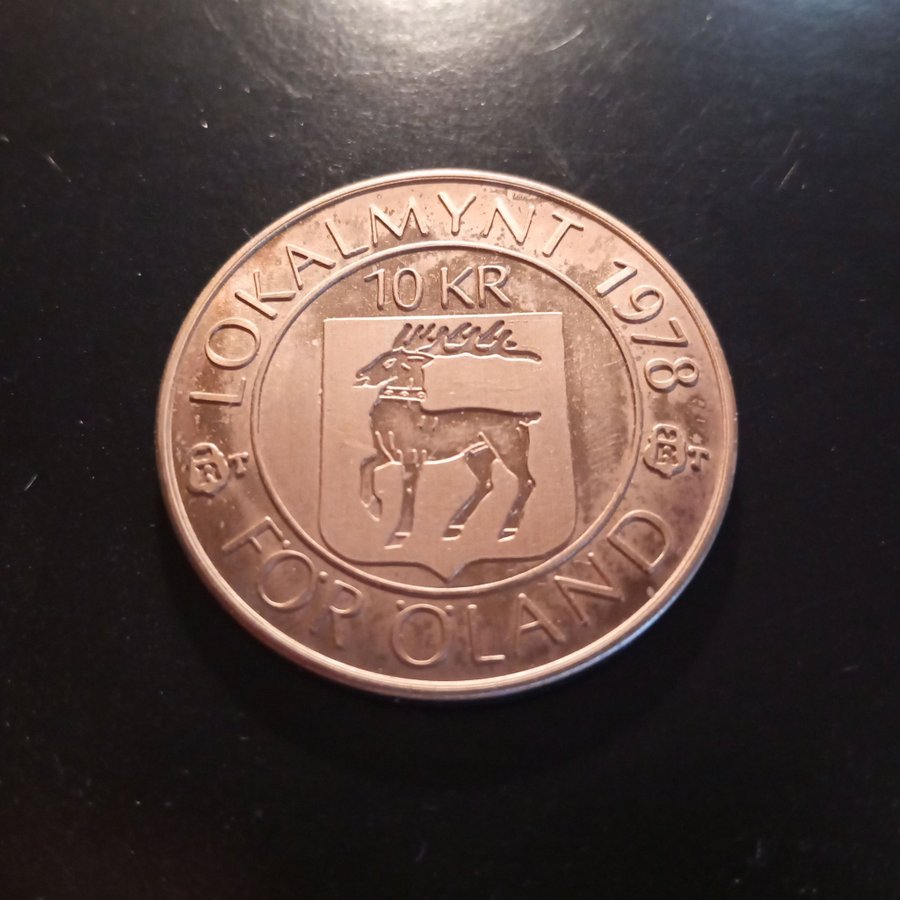 LOKALMYNT 1978
10 KR
FÖR ÖLAND